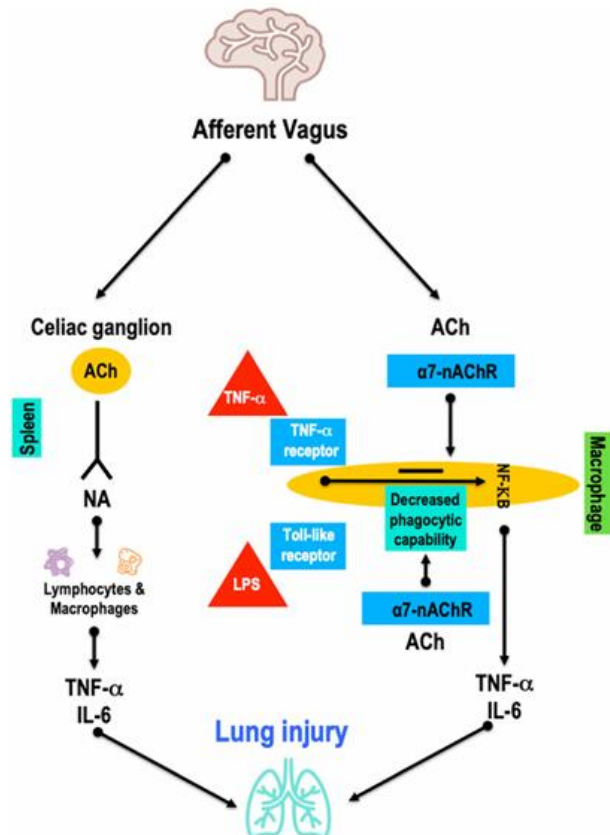 Afferent Vagus
Celiac ganglion
ACh
Spleen
NA
Lymphocytes &
Macrophages
TNF-α
IL-6
ACh
α7-nAChR
TNF-α
TNF-α
receptor
NF-KB
Macrophage
Decreased
phagocytic
capability
Toll-like
receptor
LPS
α7-nAChR
ACh
TNF-α
IL-6
Lung injury